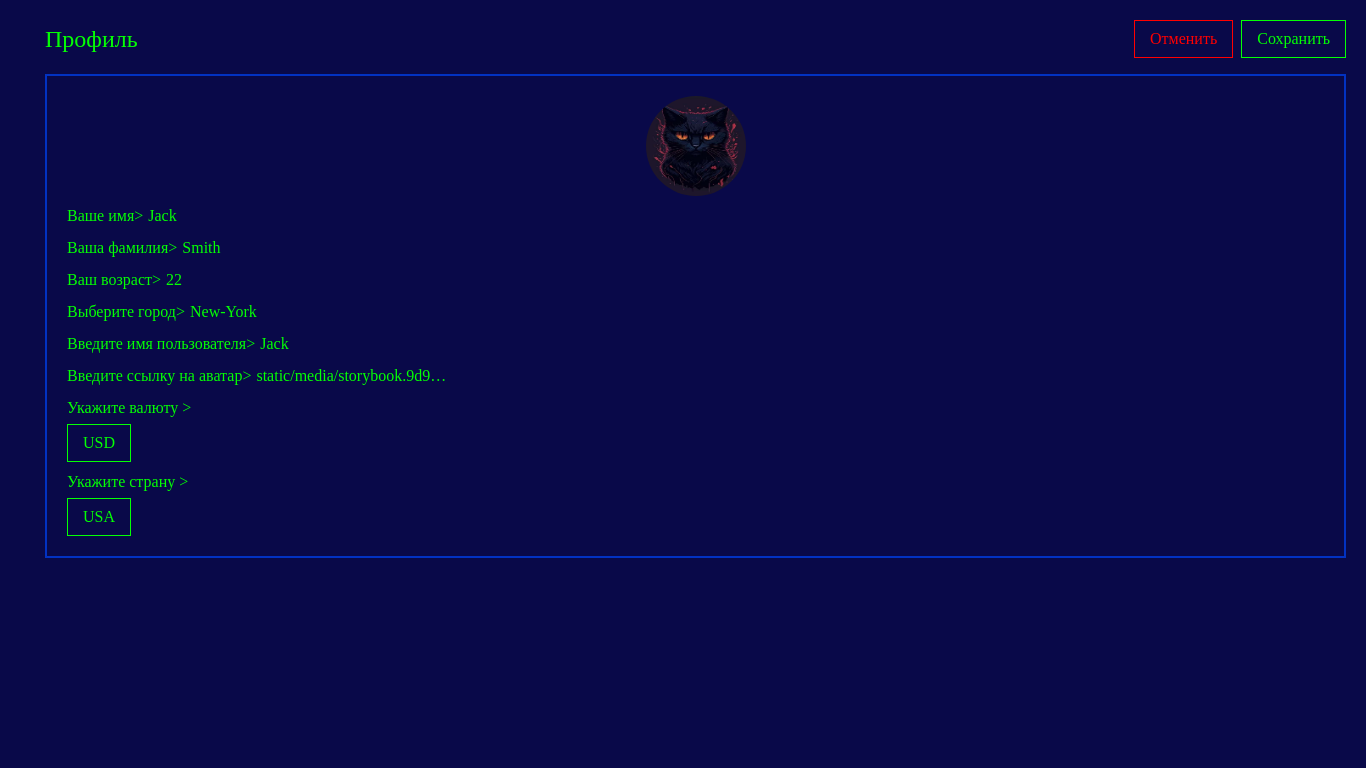 Профиль
Отменить
Сохранить
Ваше имя> Jack
Ваша фамилия> Smith
Ваш возраст> 22
Выберите город> New-York
Введите имя пользователя> Jack
Введите ссылку на аватар> static/media/storybook.9d9…
Укажите валюту >
USD
Укажите страну >
USA